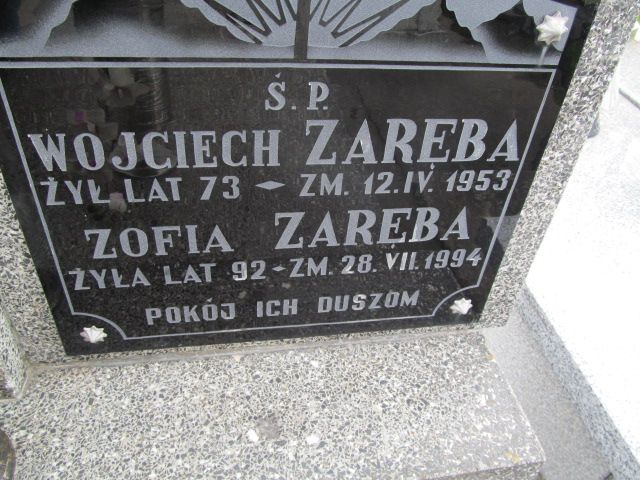 Ś. P.
WOJCIECH ZARĘBA
ŻYŁ LAT 73 - ZM. 12.IV. 1953
ZOFIA ZARĘBA
ŻYŁA LAT 92 - ZM. 28. VII. 1994
POKÓJ ICH DUSZOM